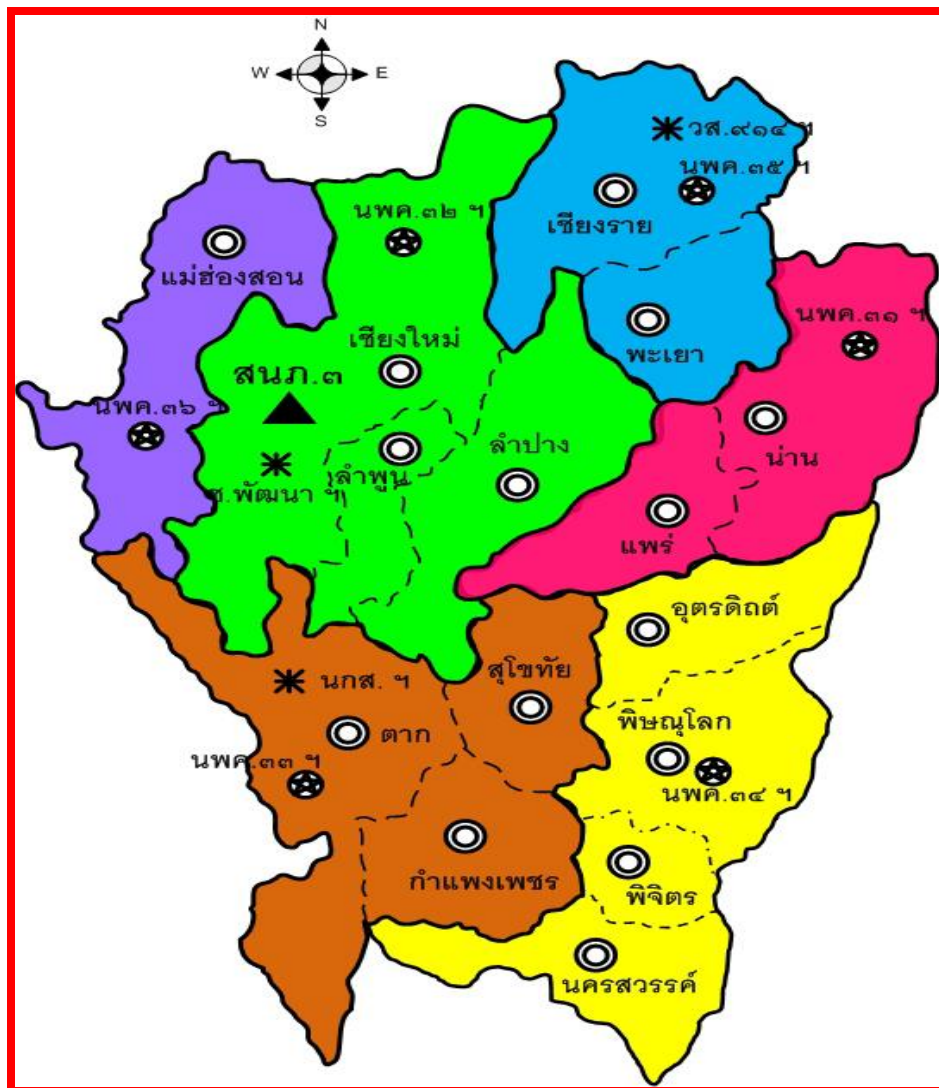 N
W E
S
วส.๙๑๔ ฯ
นพค.๓๕ ฯ
นพค.๓๒ ฯ
เชียงราย
แม่ฮ่องสอน
นพค.๓๑ ฯ
เชียงใหม่
พะเยา
สนภ.๓
นพค.๓๖ ฯ
ลำปาง
น่าน
ลำพูน
ช.พัฒนา ฯ
แพร่
อุตรดิตถ์
สุโขทัย
นกส. ฯ
พิษณุโลก
ตาก
นพค.๓๓ ฯ
นพค.๓๔ ฯ
กำแพงเพชร
พิจิตร
นครสวรรค์